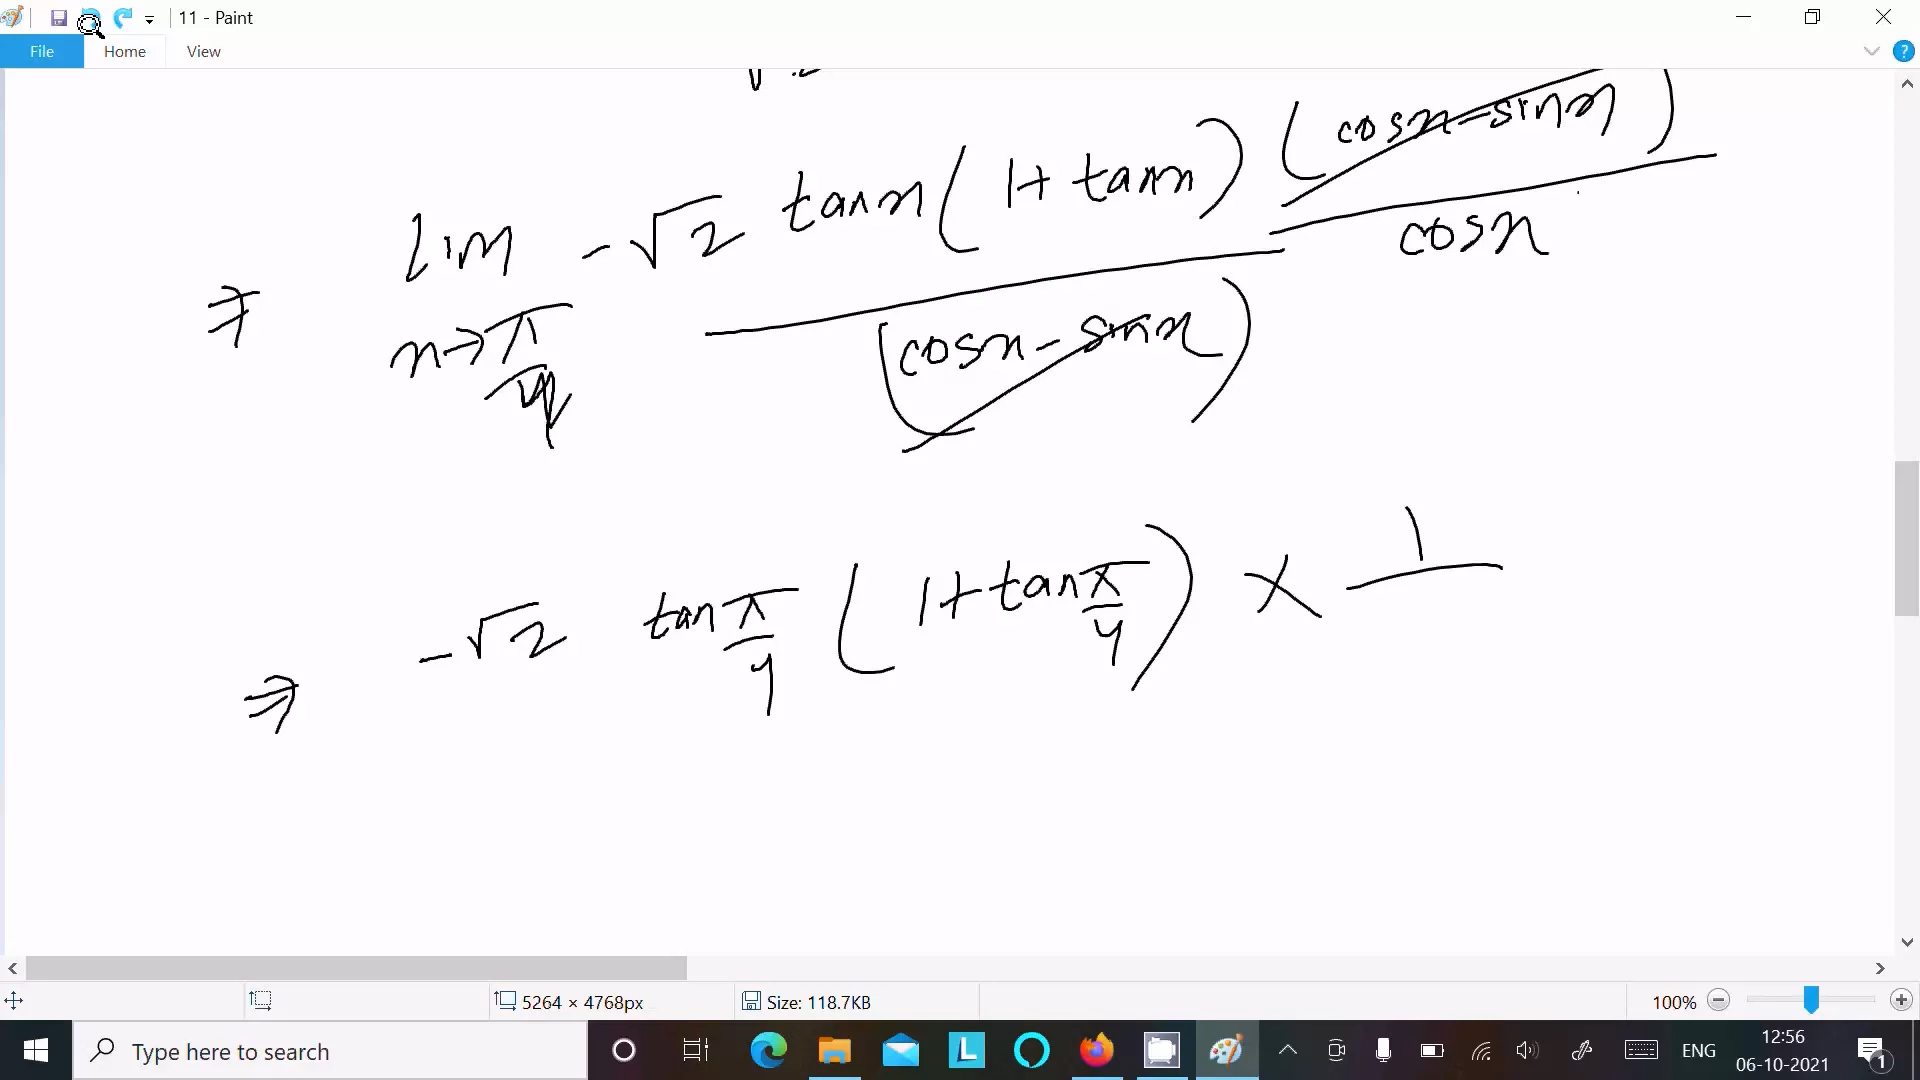 11 - Paint
File Home View
⇒ lim x→π/4 -√2 tanx(1+tanx) (cosx-sinx)/cosx
(cosx-sinx)
⇒ -√2 tan π/4 (1+tan π/4) × 1
5264 × 4768px Size: 118.7KB 100%
Type here to search ENG 12:56
06-10-2021 1